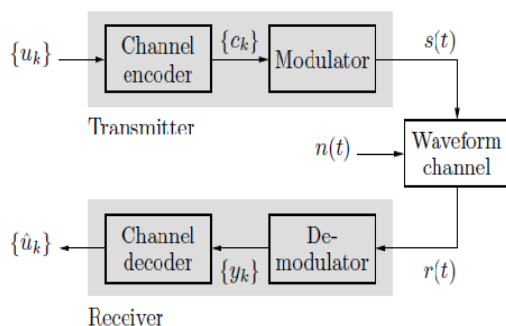 {u_k}
Channel
encoder
{c_k}
Modulator
s(t)
Transmitter
n(t)
Waveform
channel
{û_k}
Channel
decoder
{y_k}
De-
modulator
r(t)
Receiver